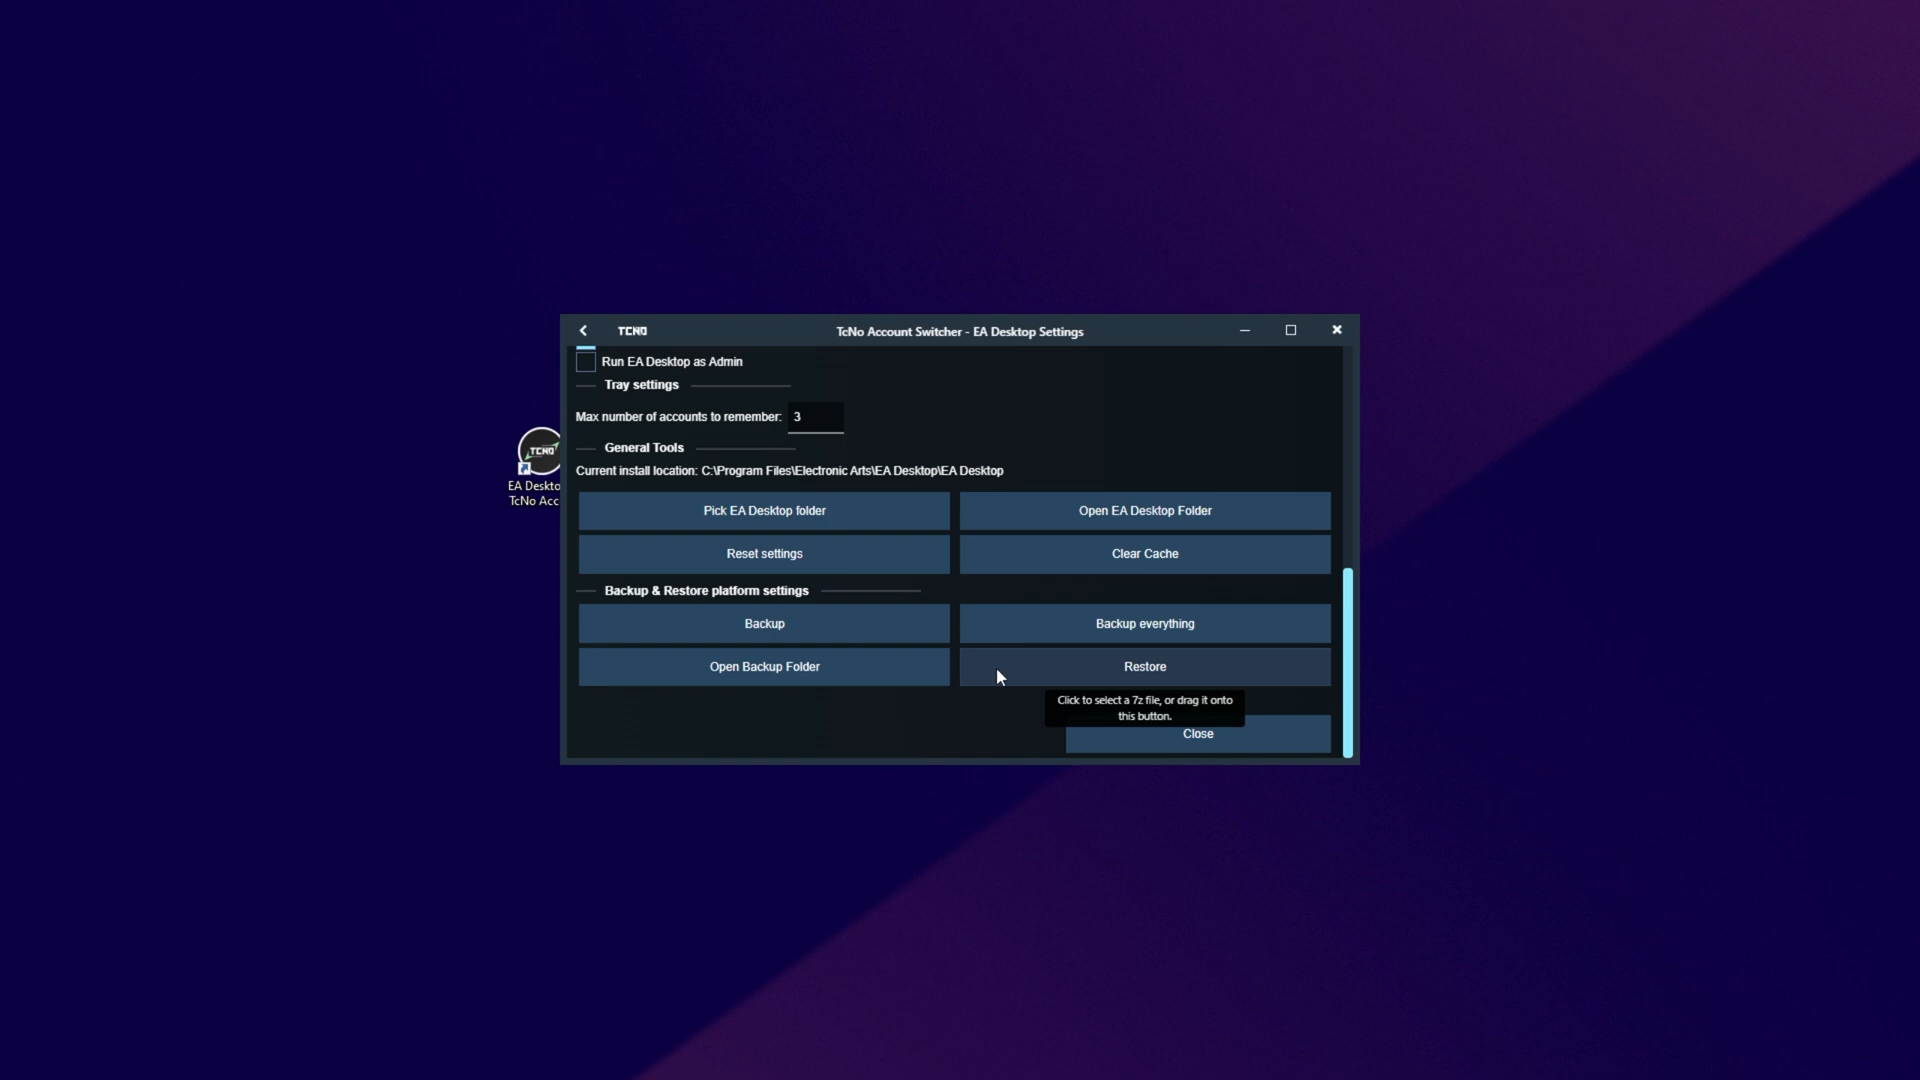 TCNO
TcNo Account Switcher - EA Desktop Settings
Run EA Desktop as Admin
Tray settings
Max number of accounts to remember: 3
General Tools
Current install location: C:\Program Files\Electronic Arts\EA Desktop\EA Desktop
Pick EA Desktop folder
Open EA Desktop Folder
Reset settings
Clear Cache
Backup & Restore platform settings
Backup
Backup everything
Open Backup Folder
Restore
Click to select a 7z file, or drag it onto
this button.
Close
TCNO
EA Deskto
TcNo Acc